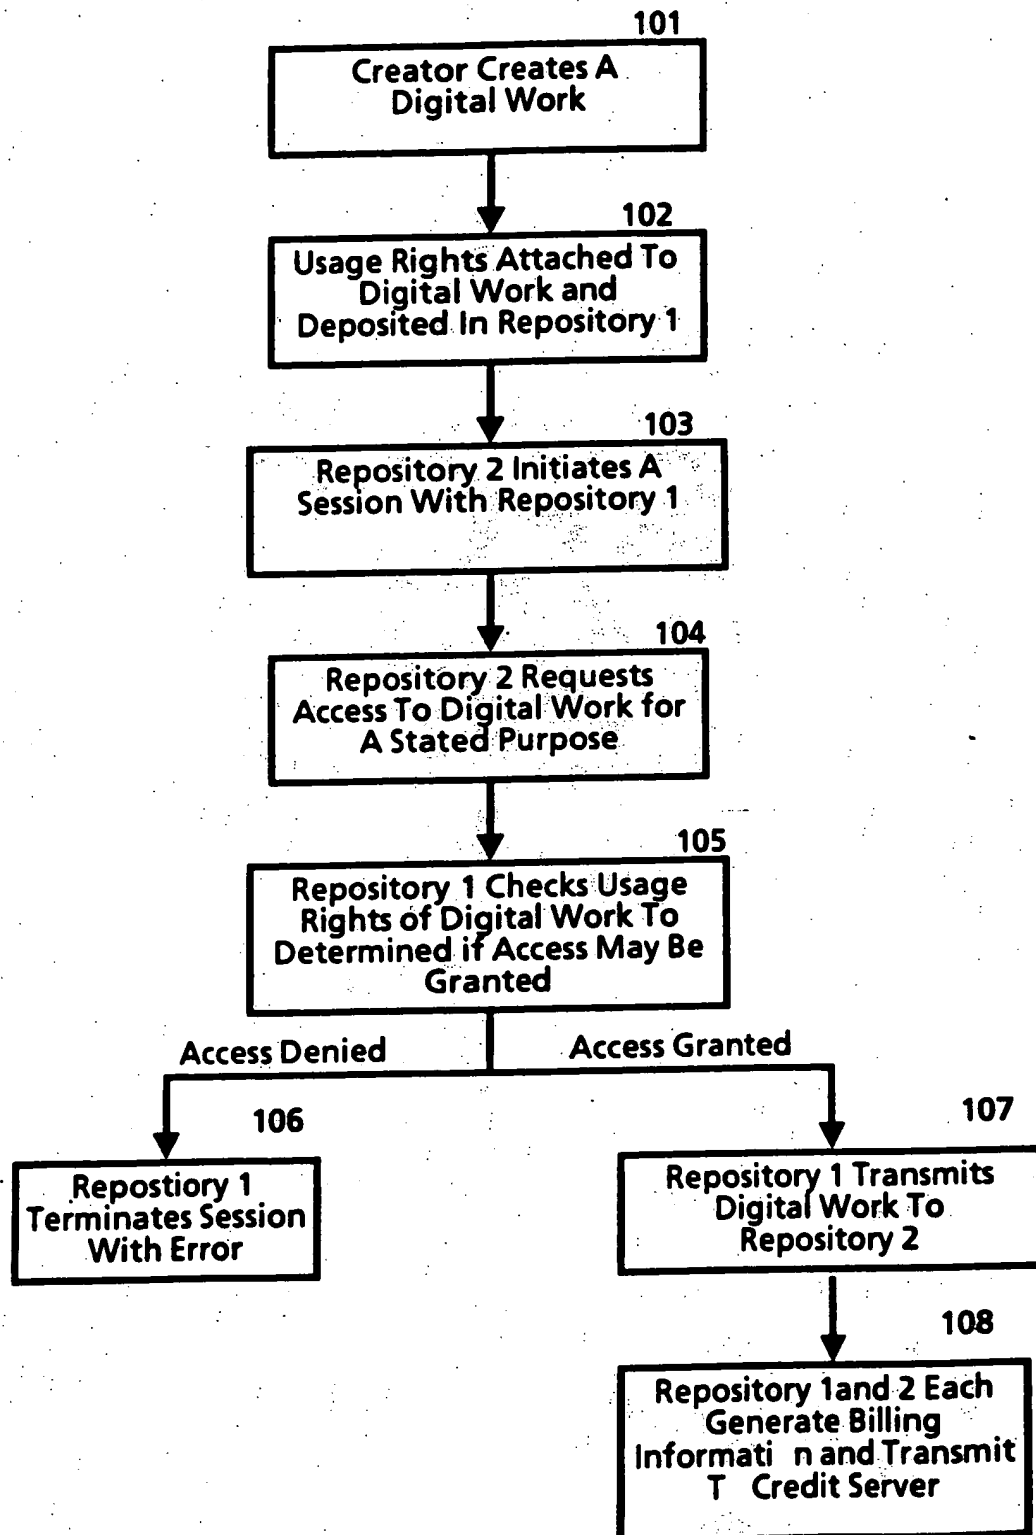 101
Creator Creates A
Digital Work
102
Usage Rights Attached To
Digital Work and
Deposited In Repository 1
103
Repository 2 Initiates A
Session With Repository 1
104
Repository 2 Requests
Access To Digital Work for
A Stated Purpose
105
Repository 1 Checks Usage
Rights of Digital Work To
Determined if Access May Be
Granted
Access Denied
Access Granted
106
Repostiory 1
Terminates Session
With Error
107
Repository 1 Transmits
Digital Work To
Repository 2
108
Repository 1and 2 Each
Generate Billing
Informati n and Transmit
T Credit Server